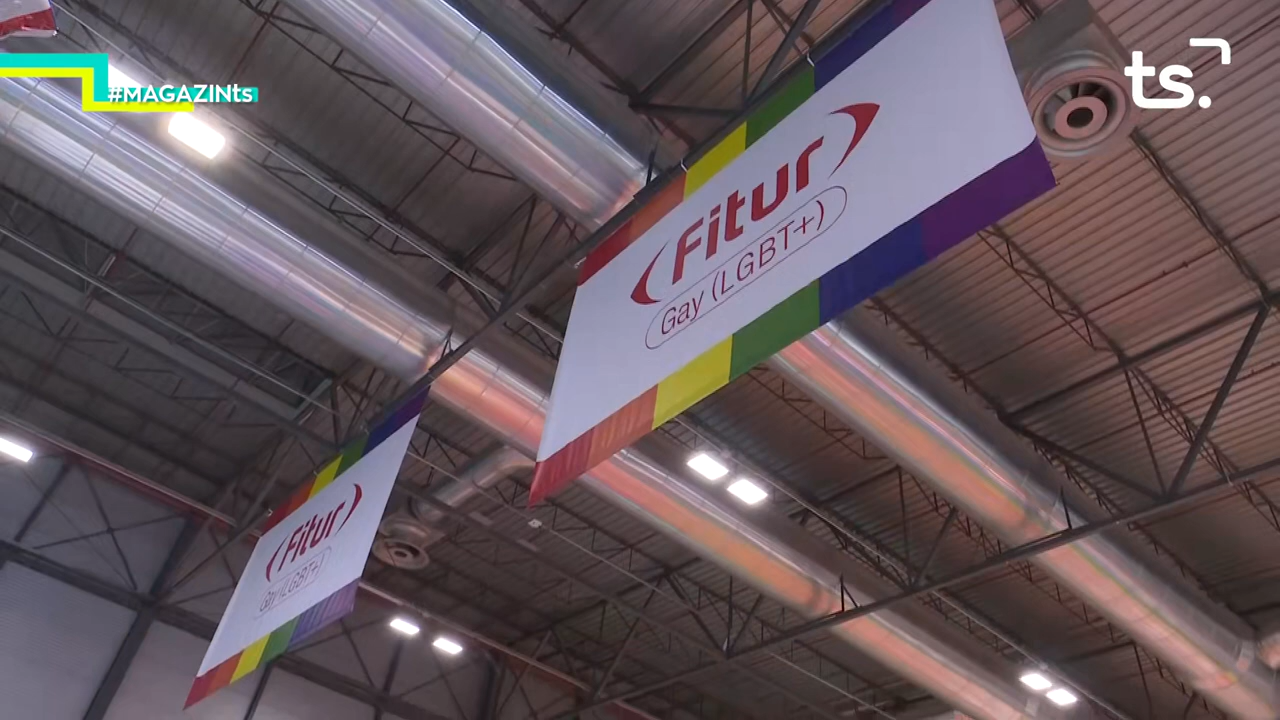 #MAGAZINts
ts.
(Fitur)
Gay (LGBT+)
(Fitur)
Gay (LGBT+)